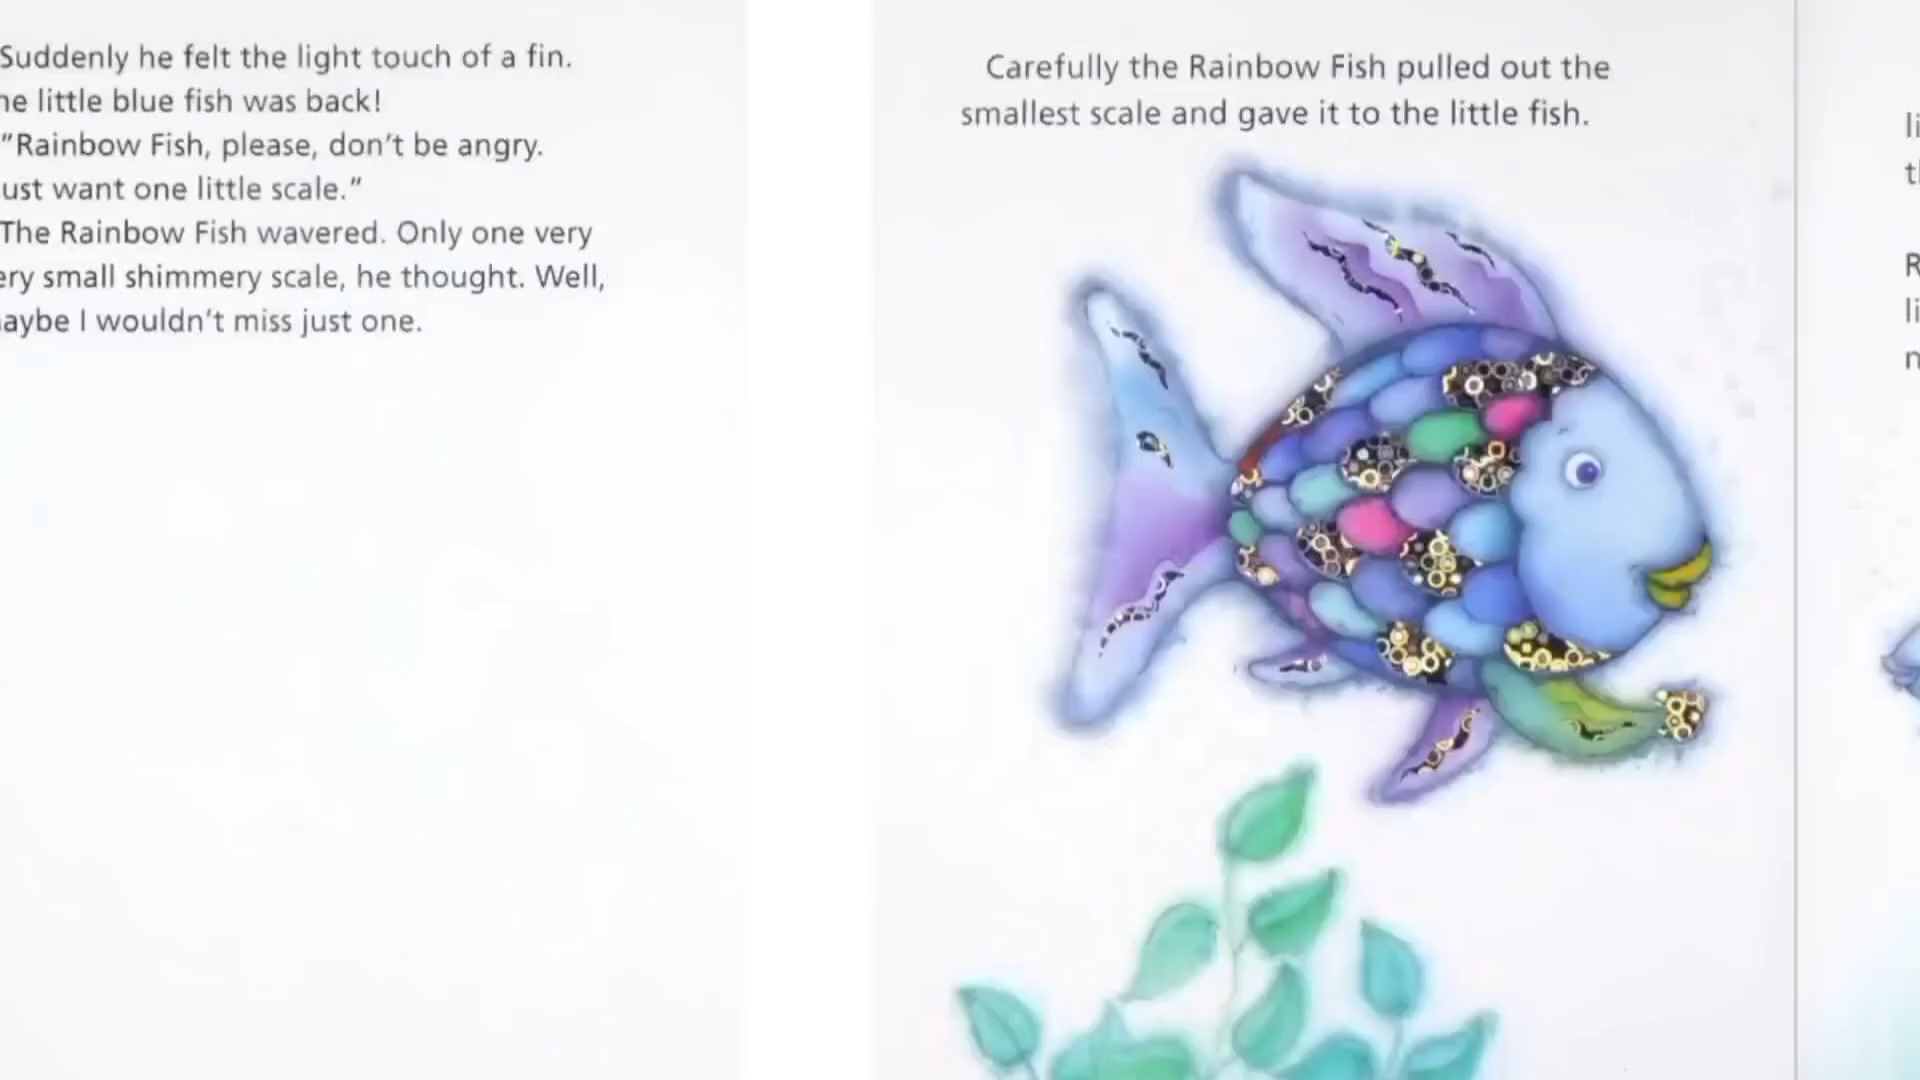 Suddenly he felt the light touch of a fin.
he little blue fish was back!
"Rainbow Fish, please, don't be angry.
ust want one little scale."
The Rainbow Fish wavered. Only one very
ery small shimmery scale, he thought. Well,
aybe I wouldn't miss just one.
Carefully the Rainbow Fish pulled out the
smallest scale and gave it to the little fish.
li
R
li